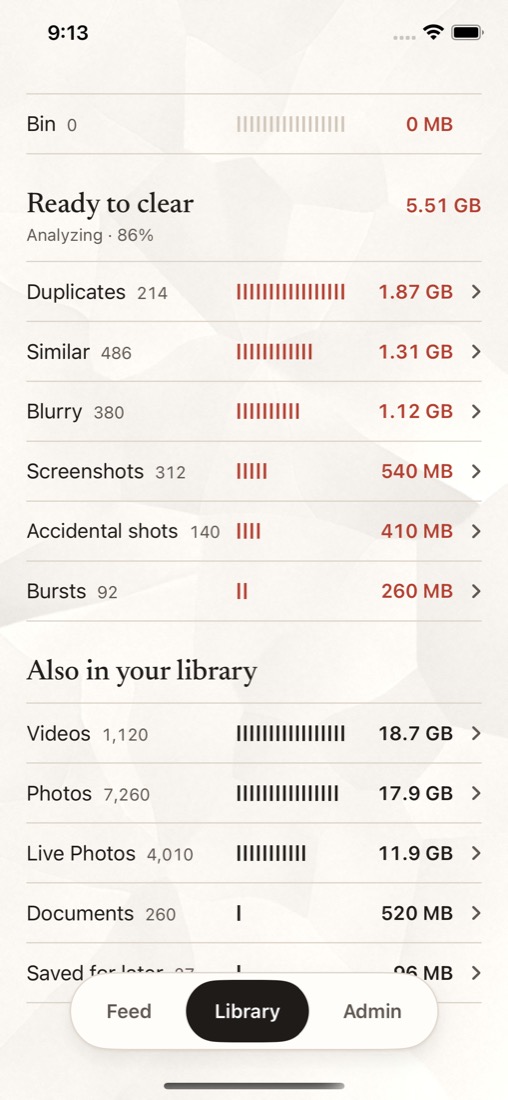 9:13
Bin 0 0 MB
Ready to clear 5.51 GB
Analyzing · 86%
Duplicates 214 1.87 GB
Similar 486 1.31 GB
Blurry 380 1.12 GB
Screenshots 312 540 MB
Accidental shots 140 410 MB
Bursts 92 260 MB
Also in your library
Videos 1,120 18.7 GB
Photos 7,260 17.9 GB
Live Photos 4,010 11.9 GB
Documents 260 520 MB
Saved for later 27 96 MB
Feed Library Admin